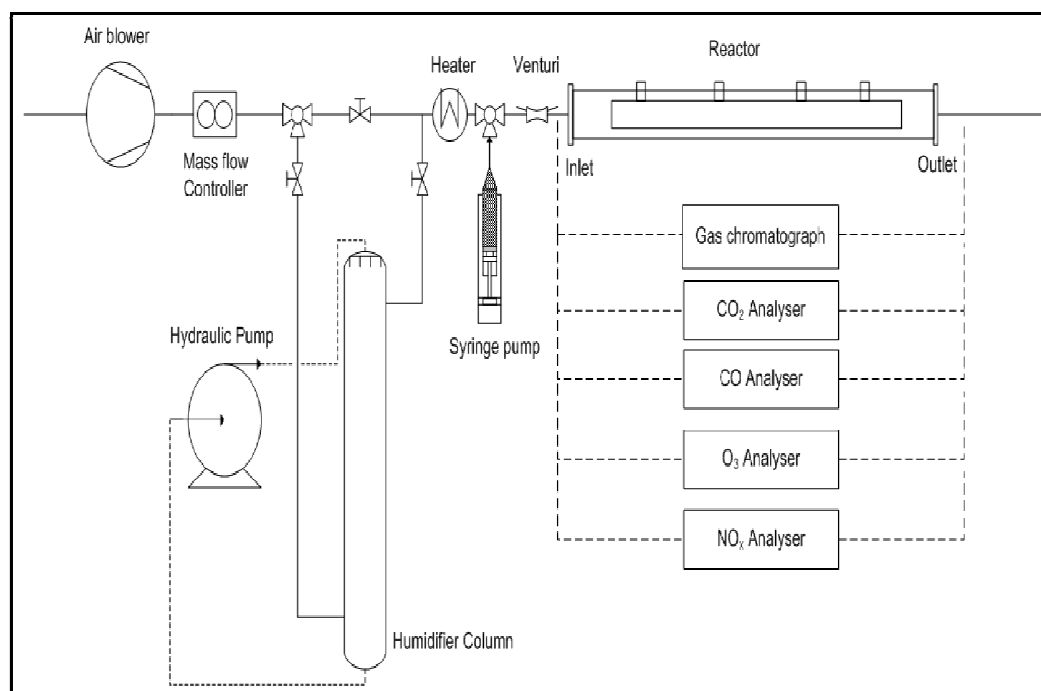 Air blower
Mass flow
Controller
Heater
Venturi
Reactor
Inlet
Outlet
Gas chromatograph
CO₂ Analyser
CO Analyser
O₃ Analyser
NOₓ Analyser
Syringe pump
Hydraulic Pump
Humidifier Column